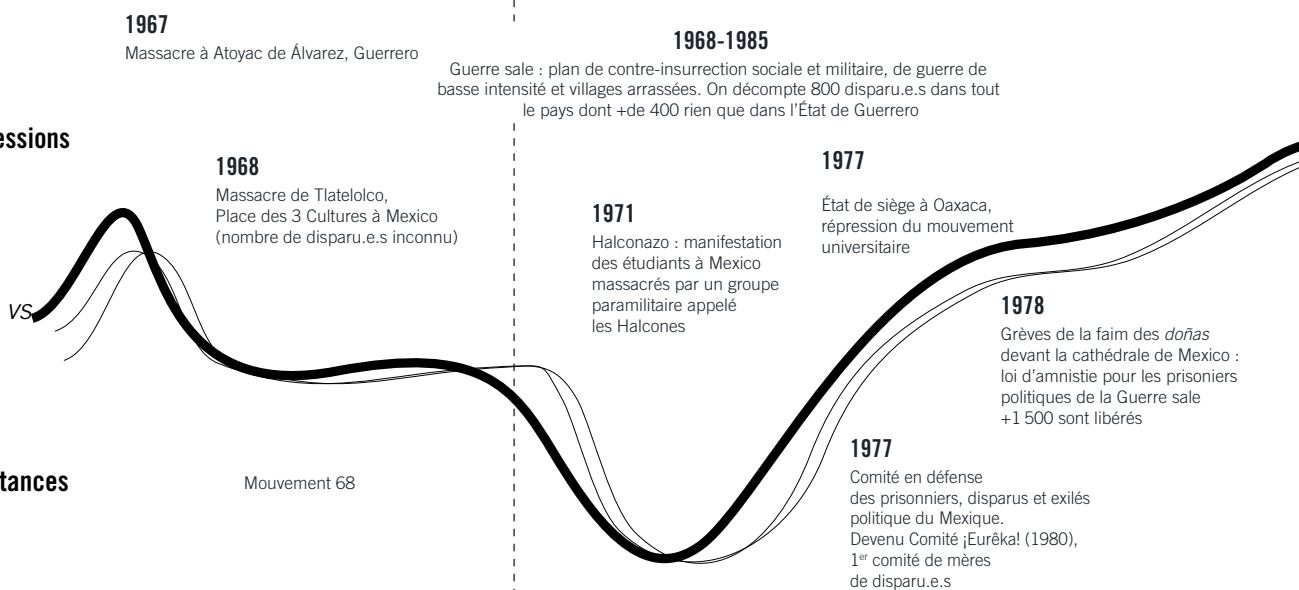 1967
Massacre à Atoyac de Álvarez, Guerrero
1968-1985
Guerre sale : plan de contre-insurrection sociale et militaire, de guerre de
basse intensité et villages arrassées. On décompte 800 disparu.e.s dans tout
le pays dont +de 400 rien que dans l'État de Guerrero
essions
1968
Massacre de Tlatelolco,
Place des 3 Cultures à Mexico
(nombre de disparu.e.s inconnu)
1971
Halconazo : manifestation
des étudiants à Mexico
massacrés par un groupe
paramilitaire appelé
les Halcones
1977
État de siège à Oaxaca,
répression du mouvement
universitaire
VS
1978
Grèves de la faim des doñas
devant la cathédrale de Mexico :
loi d'amnistie pour les prisoniers
politiques de la Guerre sale
+1 500 sont libérés
tances
Mouvement 68
1977
Comité en défense
des prisonniers, disparus et exilés
politique du Mexique.
Devenu Comité ¡Eurêka! (1980),
1er comité de mères
de disparu.e.s